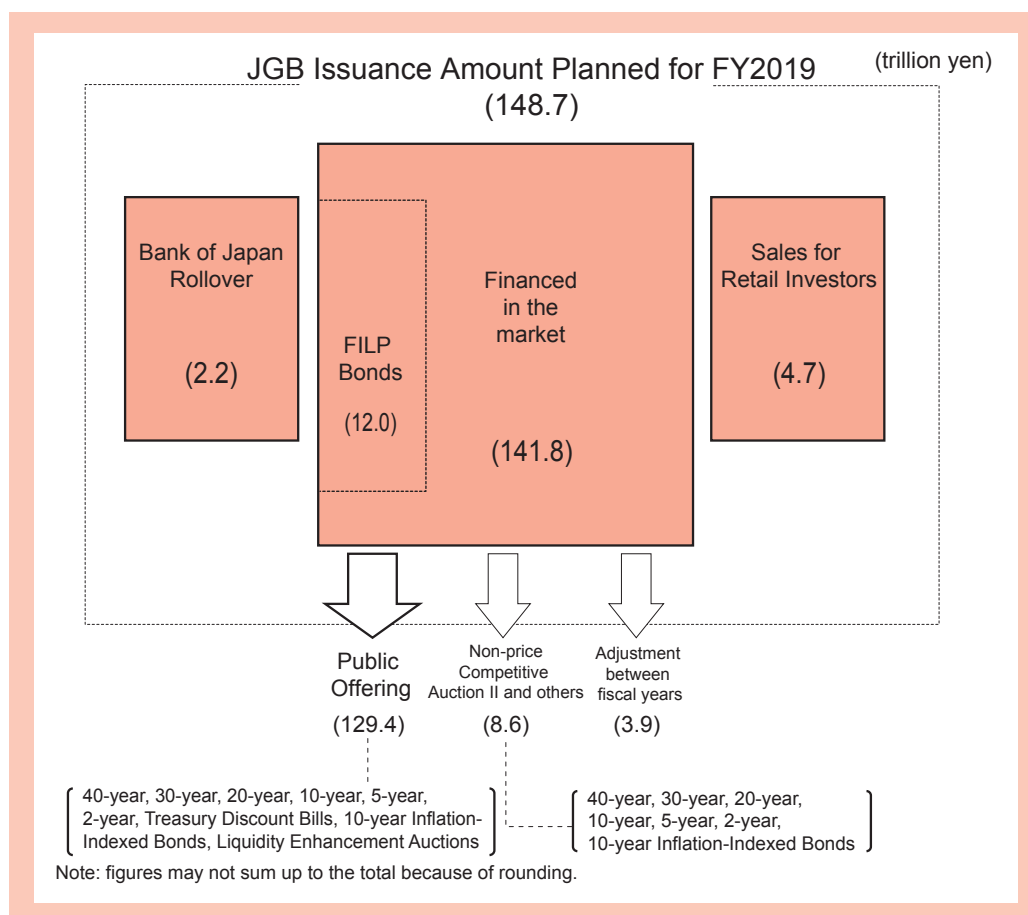 JGB Issuance Amount Planned for FY2019
(trillion yen)
(148.7)
Bank of Japan
Rollover
(2.2)
FILP
Bonds
(12.0)
Financed
in the
market
(141.8)
Sales for
Retail Investors
(4.7)
Public
Offering
(129.4)
Non-price
Competitive
Auction II and others
(8.6)
Adjustment
between
fiscal years
(3.9)
40-year, 30-year, 20-year, 10-year, 5-year,
2-year, Treasury Discount Bills, 10-year Inflation-
Indexed Bonds, Liquidity Enhancement Auctions
40-year, 30-year, 20-year,
10-year, 5-year, 2-year,
10-year Inflation-Indexed Bonds
Note: figures may not sum up to the total because of rounding.